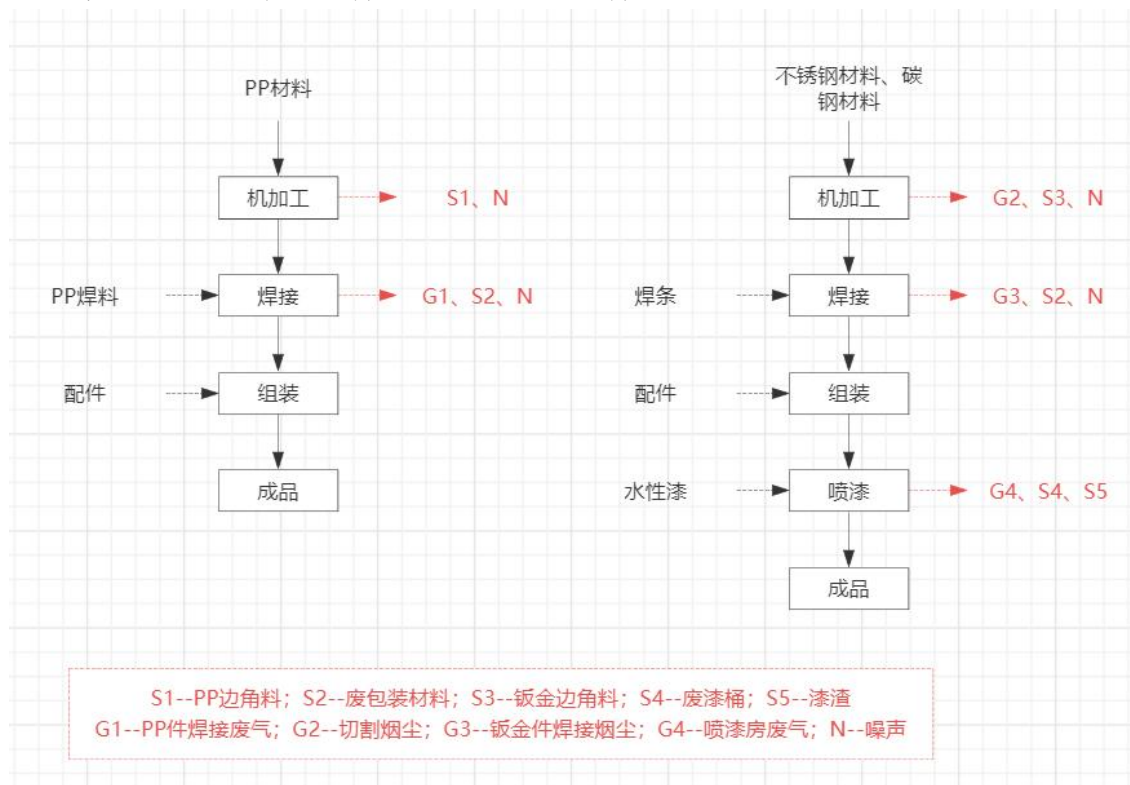 PP材料
机加工
S1、N
PP焊料
焊接
G1、S2、N
配件
组装
成品
不锈钢材料、碳
钢材料
机加工
G2、S3、N
焊条
焊接
G3、S2、N
配件
组装
水性漆
喷漆
G4、S4、S5
成品
S1--PP边角料；S2--废包装材料；S3--钣金边角料；S4--废漆桶；S5--漆渣
G1--PP件焊接废气；G2--切割烟尘；G3--钣金件焊接烟尘；G4--喷漆房废气；N--噪声